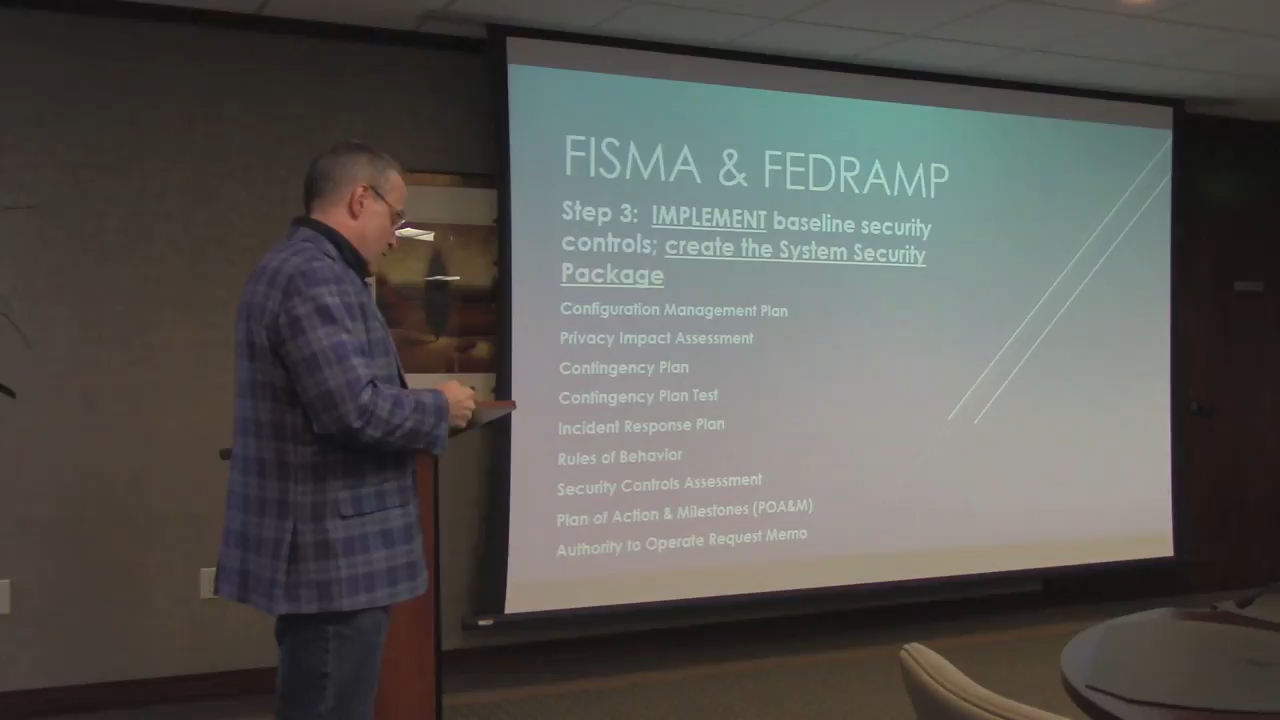 FISMA & FEDRAMP
Step 3: IMPLEMENT baseline security
controls; create the System Security
Package
Configuration Management Plan
Privacy Impact Assessment
Contingency Plan
Contingency Plan Test
Incident Response Plan
Rules of Behavior
Security Controls Assessment
Plan of Action & Milestones (POA&M)
Authority to Operate Request Memo